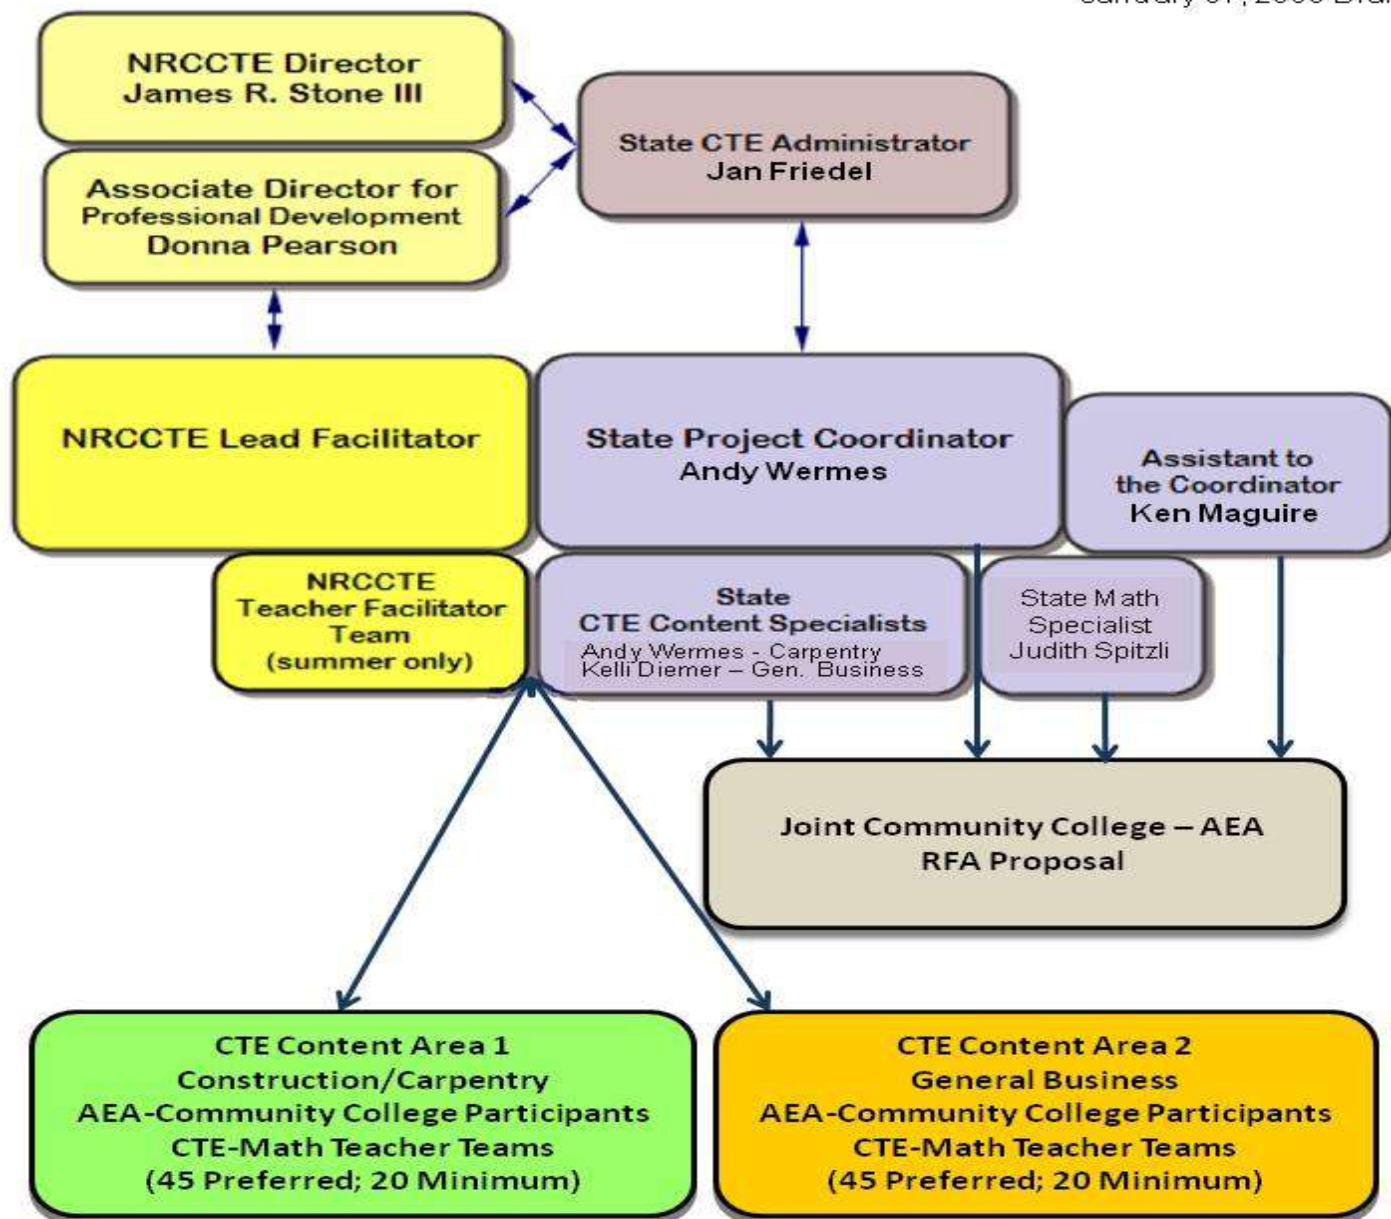 NRCCTE Director
James R. Stone III
Associate Director for
Professional Development
Donna Pearson
State CTE Administrator
Jan Friedel
NRCCTE Lead Facilitator
State Project Coordinator
Andy Wermes
Assistant to
the Coordinator
Ken Maguire
NRCCTE
Teacher Facilitator
Team
(summer only)
State
CTE Content Specialists
Andy Wermes - Carpentry
Kelli Diemer – Gen. Business
State Math
Specialist
Judith Spitzli
Joint Community College – AEA
RFA Proposal
CTE Content Area 1
Construction/Carpentry
AEA-Community College Participants
CTE-Math Teacher Teams
(45 Preferred; 20 Minimum)
CTE Content Area 2
General Business
AEA-Community College Participants
CTE-Math Teacher Teams
(45 Preferred; 20 Minimum)